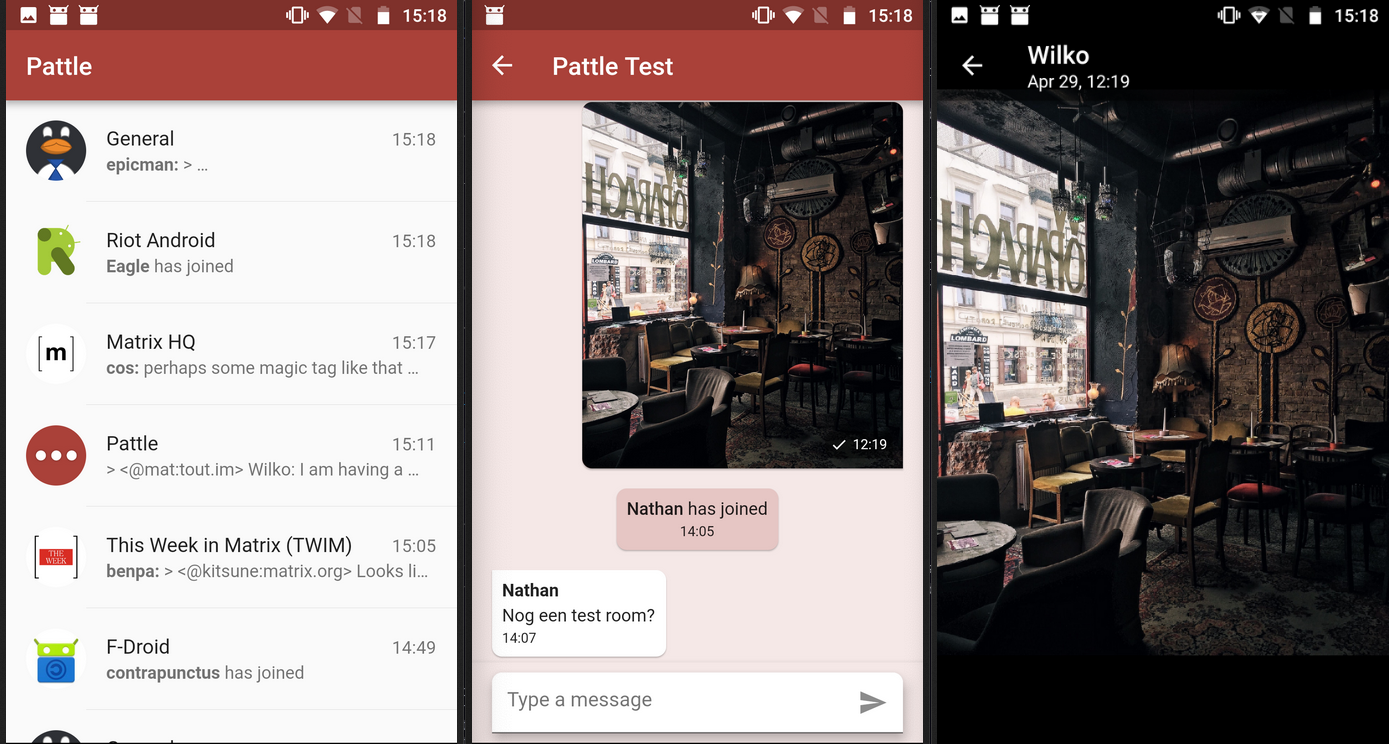 15:18
Pattle
General 15:18
epicman: > ...
Riot Android 15:18
Eagle has joined
[m]
Matrix HQ 15:17
cos: perhaps some magic tag like that ...
Pattle 15:11
> <@mat:tout.im> Wilko: I am having a ...
[THE WEEK]
This Week in Matrix (TWIM) 15:05
benpa: > <@kitsune:matrix.org> Looks li...
F-Droid 14:49
contrapunctus has joined
15:18
Pattle Test
LOMBARD
12:19
Nathan has joined
14:05
Nathan
Nog een test room?
14:07
Type a message
15:18
Wilko
Apr 29, 12:19
LOMBARD